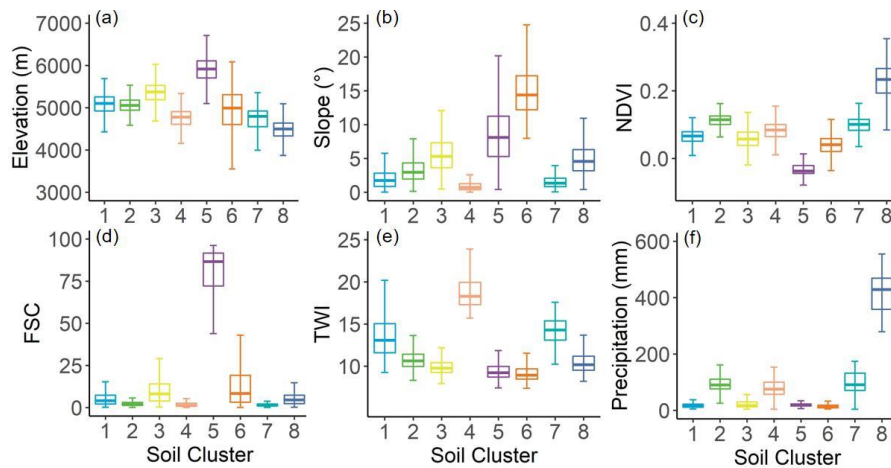 (a)
Elevation (m)
7000
6000
5000
4000
3000
1 2 3 4 5 6 7 8
(b)
Slope (°)
25
20
15
10
5
0
1 2 3 4 5 6 7 8
(c)
NDVI
0.4
0.2
0.0
1 2 3 4 5 6 7 8
(d)
FSC
100
75
50
25
0
1 2 3 4 5 6 7 8
Soil Cluster
(e)
TWI
25
20
15
10
1 2 3 4 5 6 7 8
Soil Cluster
(f)
Precipitation (mm)
600
400
200
0
1 2 3 4 5 6 7 8
Soil Cluster